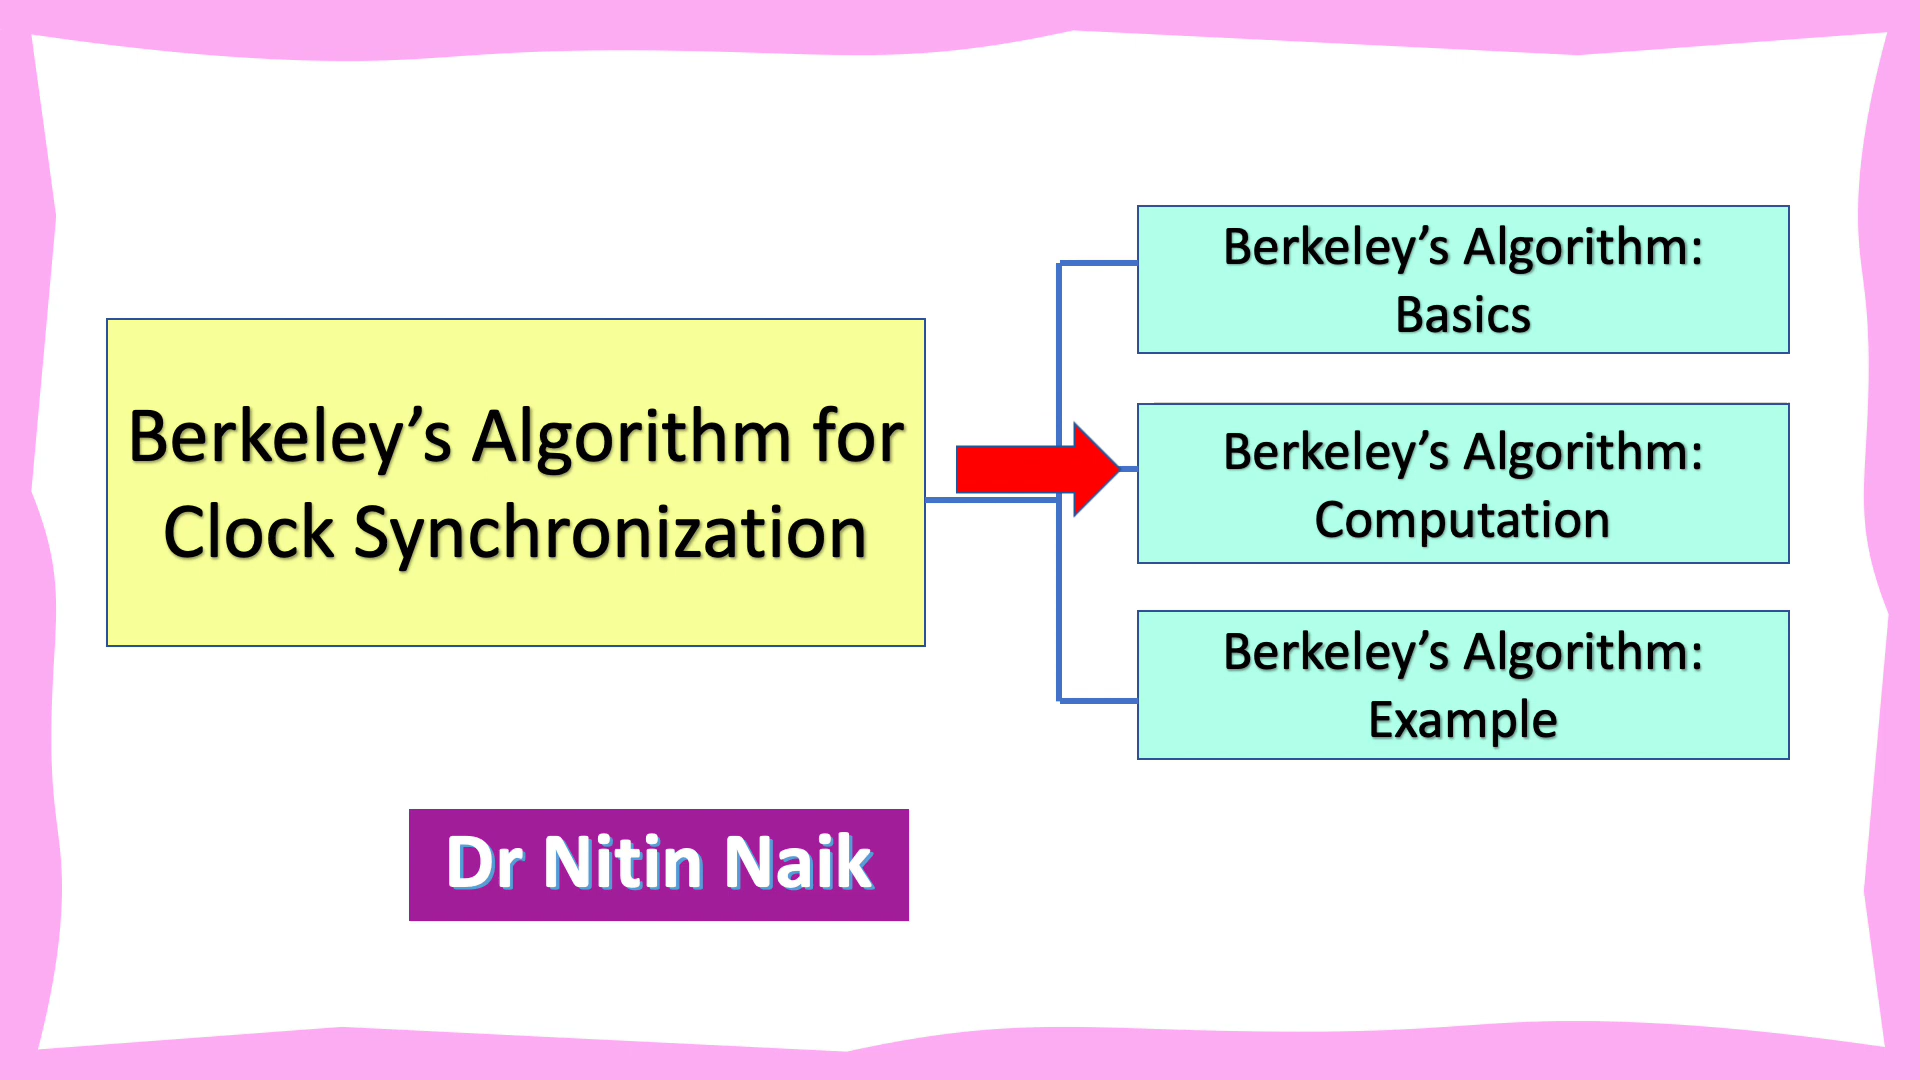 Berkeley’s Algorithm for
Clock Synchronization
Berkeley’s Algorithm:
Basics
Berkeley’s Algorithm:
Computation
Berkeley’s Algorithm:
Example
Dr Nitin Naik